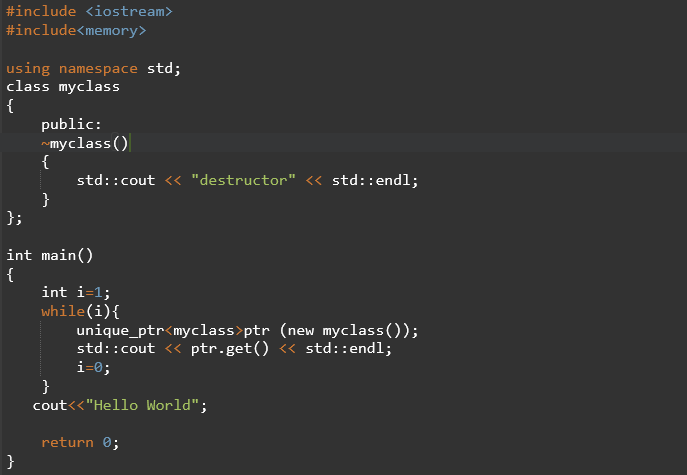 #include <iostream>
#include<memory>
using namespace std;
class myclass
{
public:
~myclass()
{
std::cout << "destructor" << std::endl;
}
};
int main()
{
int i=1;
while(i){
unique_ptr<myclass>ptr (new myclass());
std::cout << ptr.get() << std::endl;
i=0;
}
cout<<"Hello World";
return 0;
}